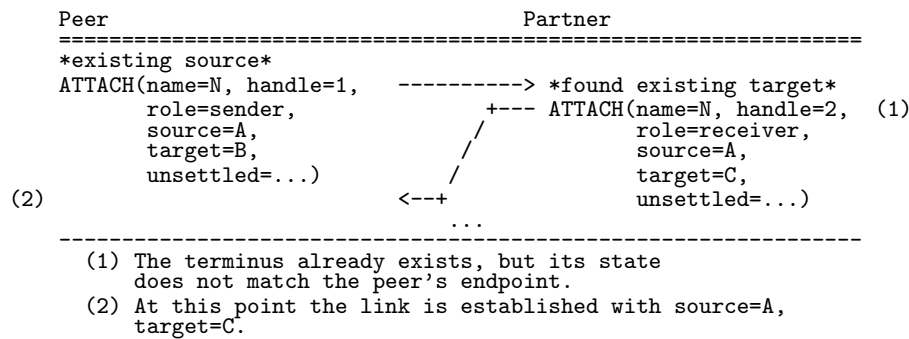 Peer                                            Partner
=================================================================
*existing source*
ATTACH(name=N, handle=1,   ----------> *found existing target*
role=sender,                +--- ATTACH(name=N, handle=2,   (1)
source=A,                  /            role=receiver,
target=B,                 /             source=A,
unsettled=...)           /              target=C,
(2)                        <--+                unsettled=...)
...
-----------------------------------------------------------------
(1) The terminus already exists, but its state
does not match the peer's endpoint.
(2) At this point the link is established with source=A,
target=C.